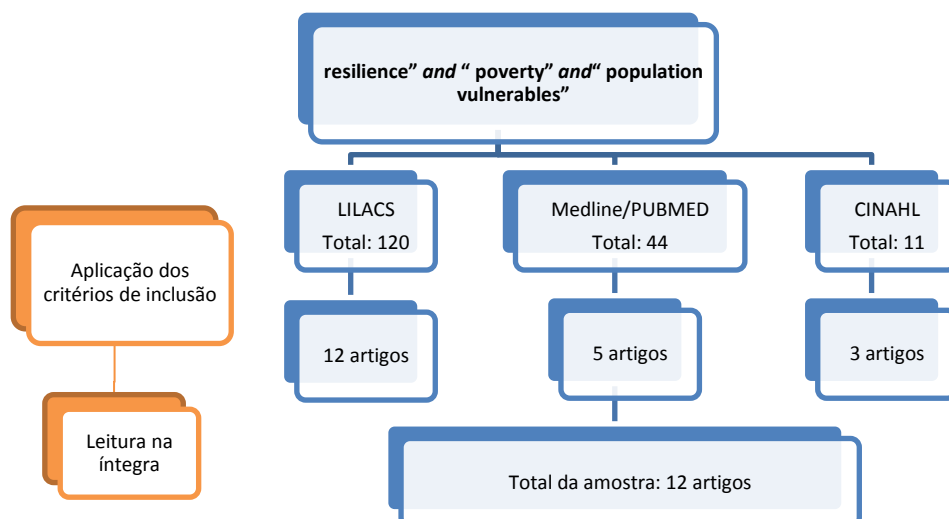 resilience” and “ poverty” and“ population
vulnerables”
LILACS
Total: 120
Medline/PUBMED
Total: 44
CINAHL
Total: 11
Aplicação dos
critérios de inclusão
12 artigos
5 artigos
3 artigos
Leitura na
íntegra
Total da amostra: 12 artigos